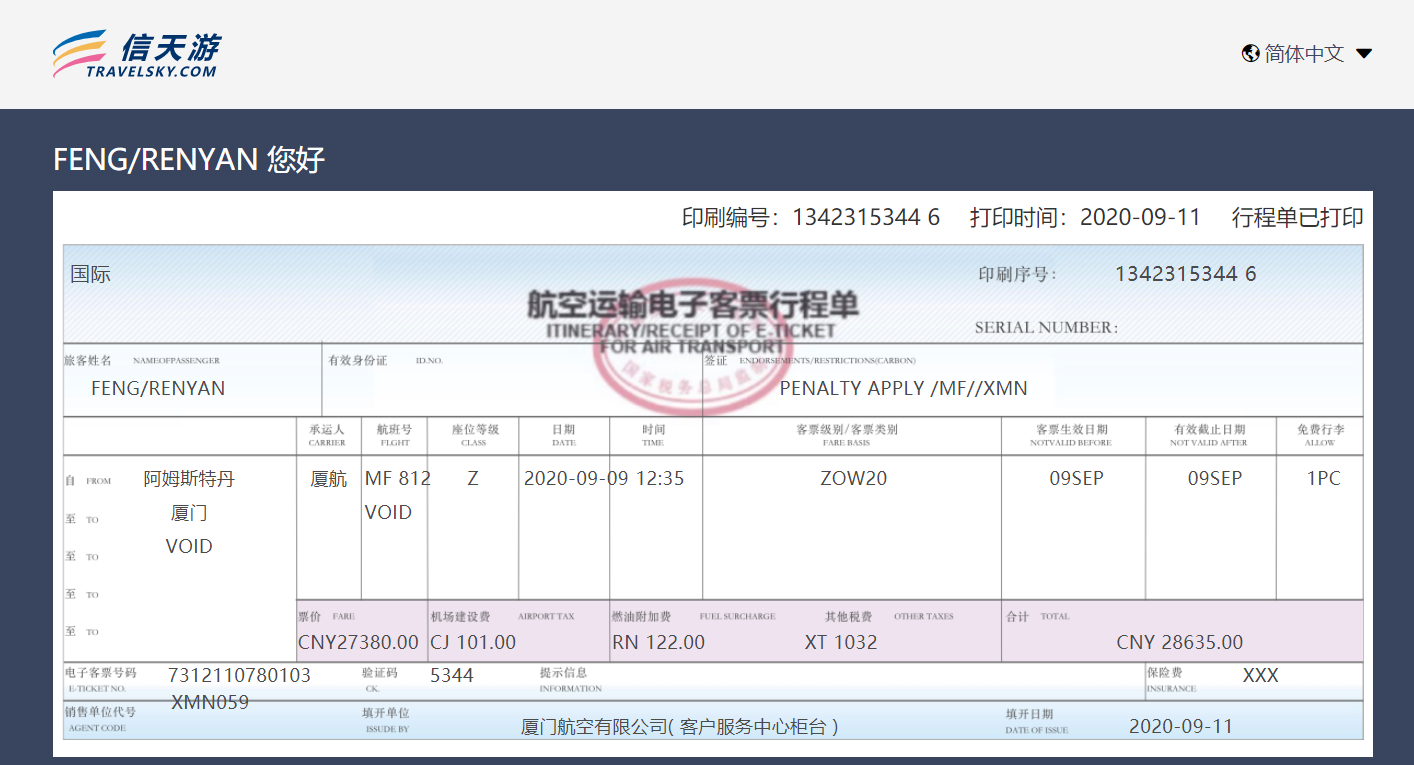 信天游
TRAVELSKY.COM
简体中文
FENG/RENYAN 您好
印刷编号：1342315344 6 打印时间：2020-09-11 行程单已打印
国际
印刷序号： 1342315344 6
航空运输电子客票行程单
ITINERARY/RECEIPT OF E-TICKET
FOR AIR TRANSPORT
SERIAL NUMBER:
国家税务总局监制
旅客姓名 NAMEOFPASSENGER 有效身份证 ID.NO. 签证 ENDORSEMENTS/RESTRICTIONS(CARBON)
FENG/RENYAN PENALTY APPLY /MF//XMN
承运人 航班号 座位等级 日期 时间 客票级别/客票类别 客票生效日期 有效截止日期 免费行李
CARRIER FLGHT CLASS DATE TIME FARE BASIS NOTVALID BEFORE NOT VALID AFTER ALLOW
自 FROM 阿姆斯特丹 厦航 MF 812 Z 2020-09-09 12:35 ZOW20 09SEP 09SEP 1PC
至 TO 厦门 VOID
至 TO VOID
至 TO
至 TO
票价 FARE 机场建设费 AIRPORT TAX 燃油附加费 FUEL SURCHARGE 其他税费 OTHER TAXES 合计 TOTAL
CNY27380.00 CJ 101.00 RN 122.00 XT 1032 CNY 28635.00
电子客票号码 7312110780103 验证码 5344 提示信息 保险费 XXX
E-TICKET NO. CK. INFORMATION INSURANCE
XMN059
销售单位代号 填开单位 厦门航空有限公司( 客户服务中心柜台 ) 填开日期 2020-09-11
AGENT CODE ISSUDE BY DATE OF ISSUE